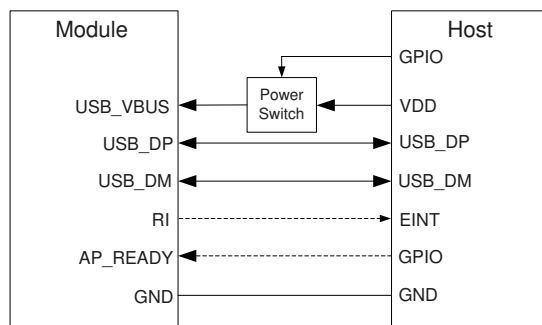 Module
Host
GPIO
USB_VBUS
Power
Switch
VDD
USB_DP
USB_DP
USB_DM
USB_DM
RI
EINT
AP_READY
GPIO
GND
GND